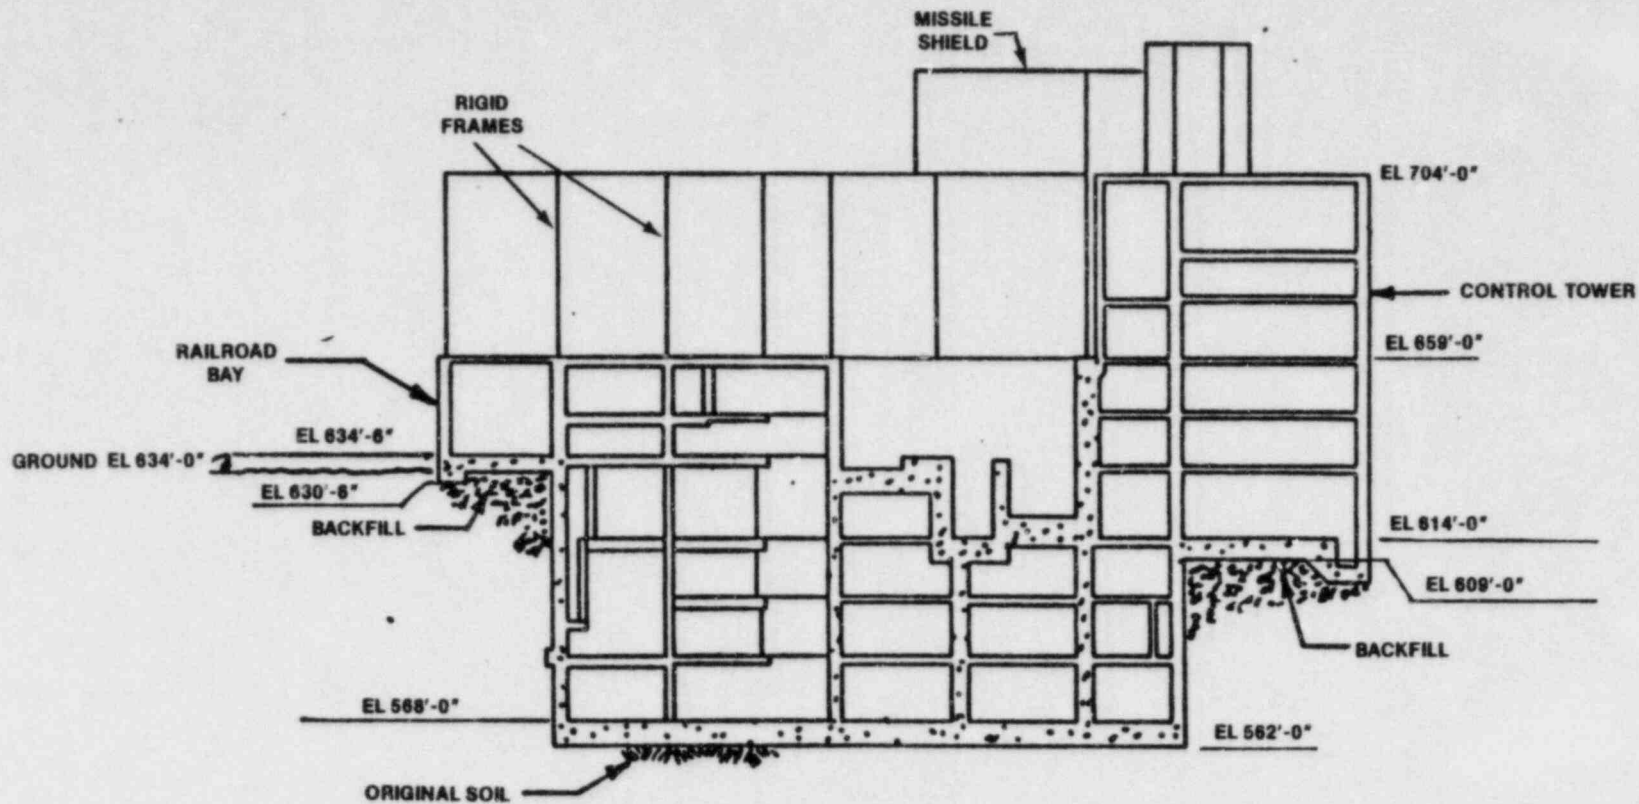 MISSILE
SHIELD
RIGID
FRAMES
EL 704'-0"
CONTROL TOWER
EL 659'-0"
RAILROAD
BAY
EL 634'-6"
GROUND EL 634'-0"
EL 630'-6"
BACKFILL
EL 614'-0"
EL 609'-0"
BACKFILL
EL 568'-0"
EL 562'-0"
ORIGINAL SOIL